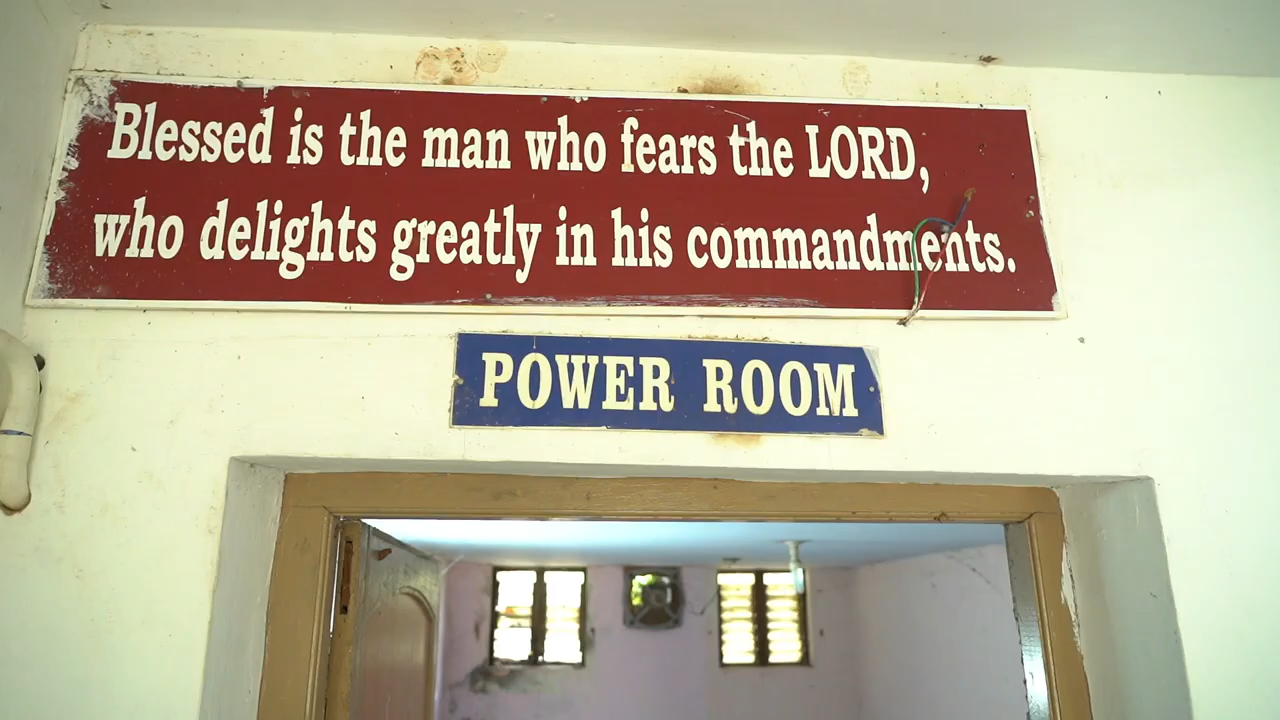 Blessed is the man who fears the LORD,
who delights greatly in his commandments.
POWER ROOM